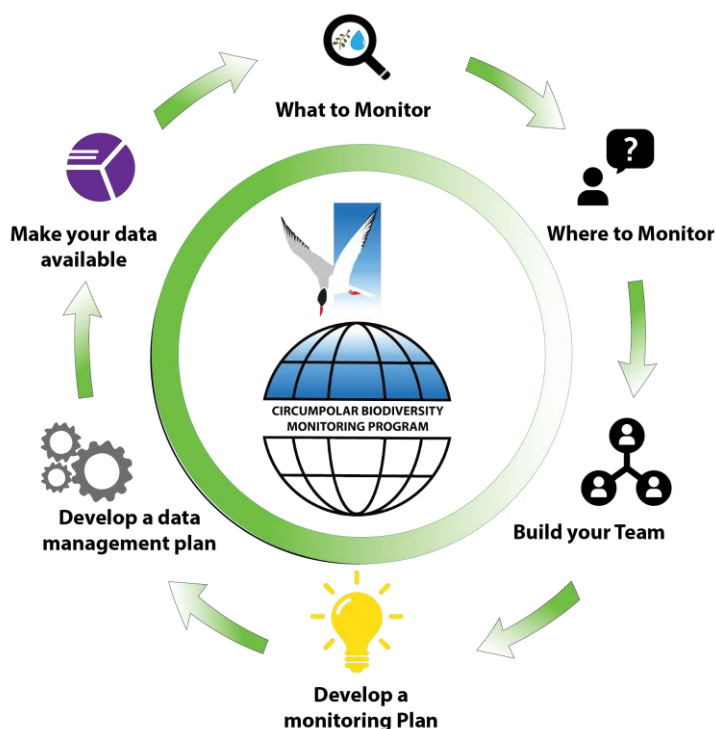 What to Monitor
?
Where to Monitor
Build your Team
Develop a
monitoring Plan
Develop a data
management plan
Make your data
available
CIRCUMPOLAR BIODIVERSITY
MONITORING PROGRAM